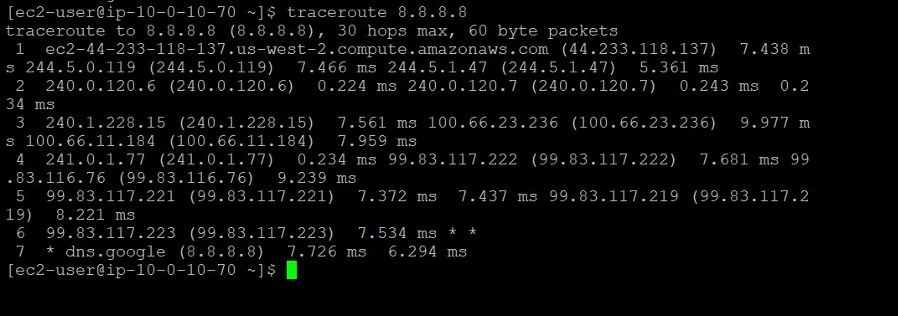 [ec2-user@ip-10-0-10-70 ~]$ traceroute 8.8.8.8
traceroute to 8.8.8.8 (8.8.8.8), 30 hops max, 60 byte packets
 1  ec2-44-233-118-137.us-west-2.compute.amazonaws.com (44.233.118.137)  7.438 m
s 244.5.0.119 (244.5.0.119)  7.466 ms 244.5.1.47 (244.5.1.47)  5.361 ms
 2  240.0.120.6 (240.0.120.6)  0.224 ms 240.0.120.7 (240.0.120.7)  0.243 ms  0.2
34 ms
 3  240.1.228.15 (240.1.228.15)  7.561 ms 100.66.23.236 (100.66.23.236)  9.977 m
s 100.66.11.184 (100.66.11.184)  7.959 ms
 4  241.0.1.77 (241.0.1.77)  0.234 ms 99.83.117.222 (99.83.117.222)  7.681 ms 99
.83.116.76 (99.83.116.76)  9.239 ms
 5  99.83.117.221 (99.83.117.221)  7.372 ms  7.437 ms 99.83.117.219 (99.83.117.2
19)  8.221 ms
 6  99.83.117.223 (99.83.117.223)  7.534 ms * *
 7  * dns.google (8.8.8.8)  7.726 ms  6.294 ms
[ec2-user@ip-10-0-10-70 ~]$